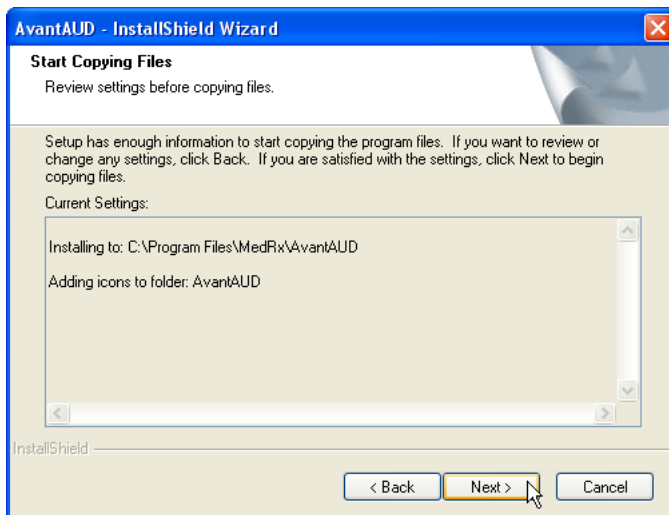 AvantAUD - InstallShield Wizard
Start Copying Files
Review settings before copying files.
Setup has enough information to start copying the program files. If you want to review or
change any settings, click Back. If you are satisfied with the settings, click Next to begin
copying files.
Current Settings:
Installing to: C:\Program Files\MedRx\AvantAUD
Adding icons to folder: AvantAUD
InstallShield
< Back Next > Cancel